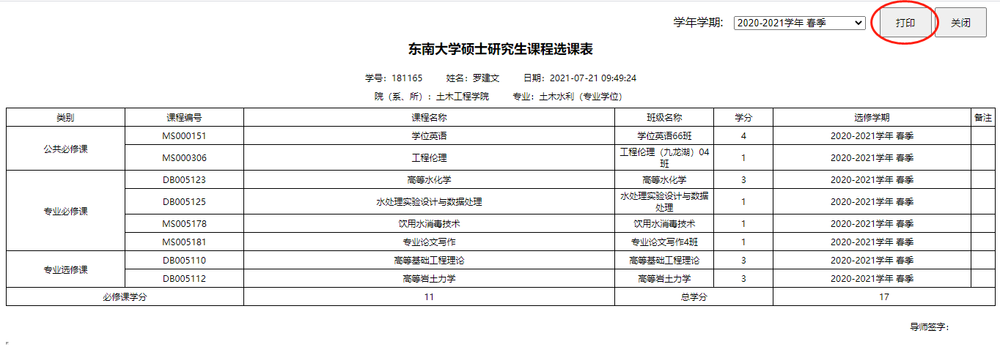 学年学期: 2020-2021学年 春季 打印 关闭
东南大学硕士研究生课程选课表
学号：181165 姓名：罗建文 日期：2021-07-21 09:49:24
院（系、所）：土木工程学院 专业：土木水利（专业学位）
类别 课程编号 课程名称 班级名称 学分 选修学期 备注
公共必修课 MS000151 学位英语 学位英语66班 4 2020-2021学年 春季
MS000306 工程伦理 工程伦理（九龙湖）04
班 1 2020-2021学年 春季
专业必修课 DB005123 高等水化学 高等水化学 3 2020-2021学年 春季
DB005125 水处理实验设计与数据处理 水处理实验设计与数据
处理 1 2020-2021学年 春季
MS005178 饮用水消毒技术 饮用水消毒技术 1 2020-2021学年 春季
MS005181 专业论文写作 专业论文写作4班 1 2020-2021学年 春季
专业选修课 DB005110 高等基础工程理论 高等基础工程理论 3 2020-2021学年 春季
DB005112 高等岩土力学 高等岩土力学 3 2020-2021学年 春季
必修课学分 11 总学分 17
导师签字：